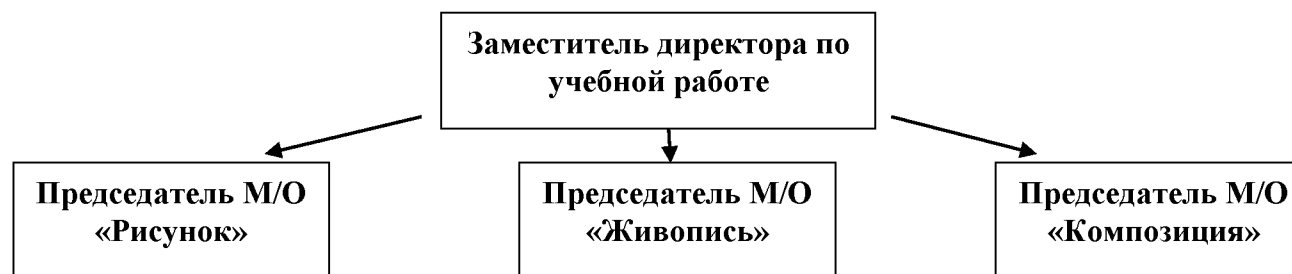 Заместитель директора по
учебной работе
Председатель М/О
«Рисунок»
Председатель М/О
«Живопись»
Председатель М/О
«Композиция»